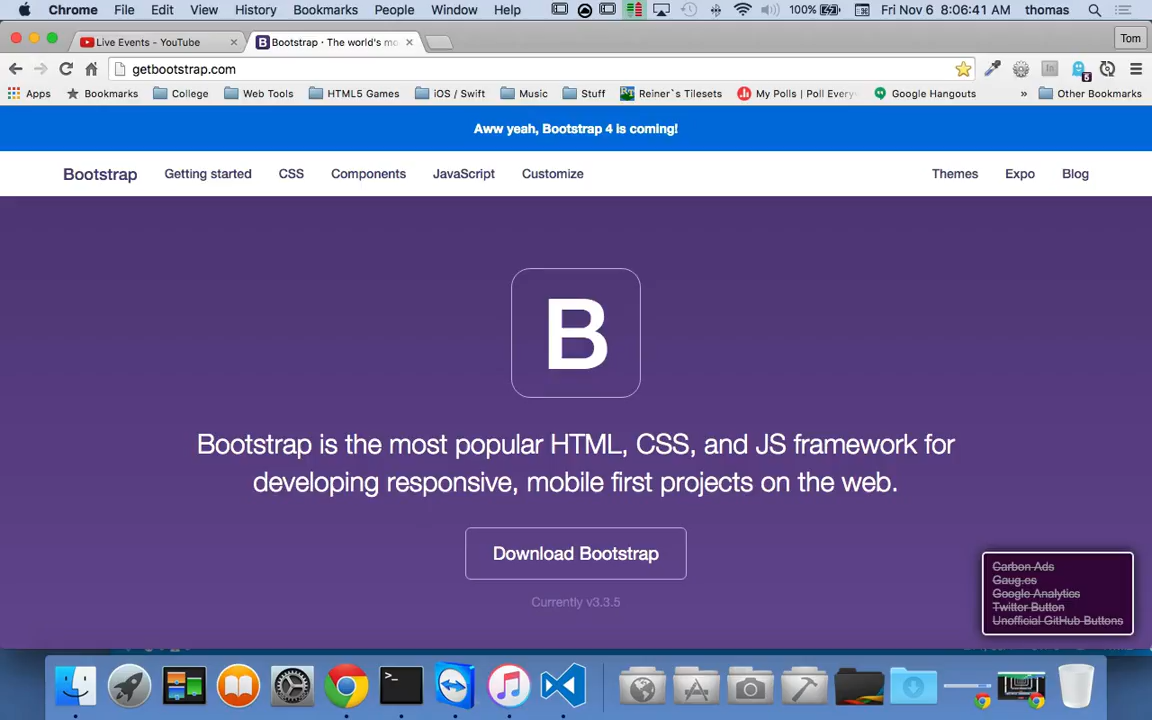 Chrome File Edit View History Bookmarks People Window Help 100% Fri Nov 6 8:06:41 AM thomas
Live Events - YouTube
Bootstrap · The world's mo
Tom
getbootstrap.com
5
Apps Bookmarks College Web Tools HTML5 Games iOS / Swift Music Stuff Reiner`s Tilesets My Polls | Poll Every Google Hangouts » Other Bookmarks
Aww yeah, Bootstrap 4 is coming!
Bootstrap Getting started CSS Components JavaScript Customize Themes Expo Blog
B
Bootstrap is the most popular HTML, CSS, and JS framework for
developing responsive, mobile first projects on the web.
Download Bootstrap
Currently v3.3.5
Carbon Ads
Gaug.es
Google Analytics
Twitter Button
Unofficial GitHub Buttons